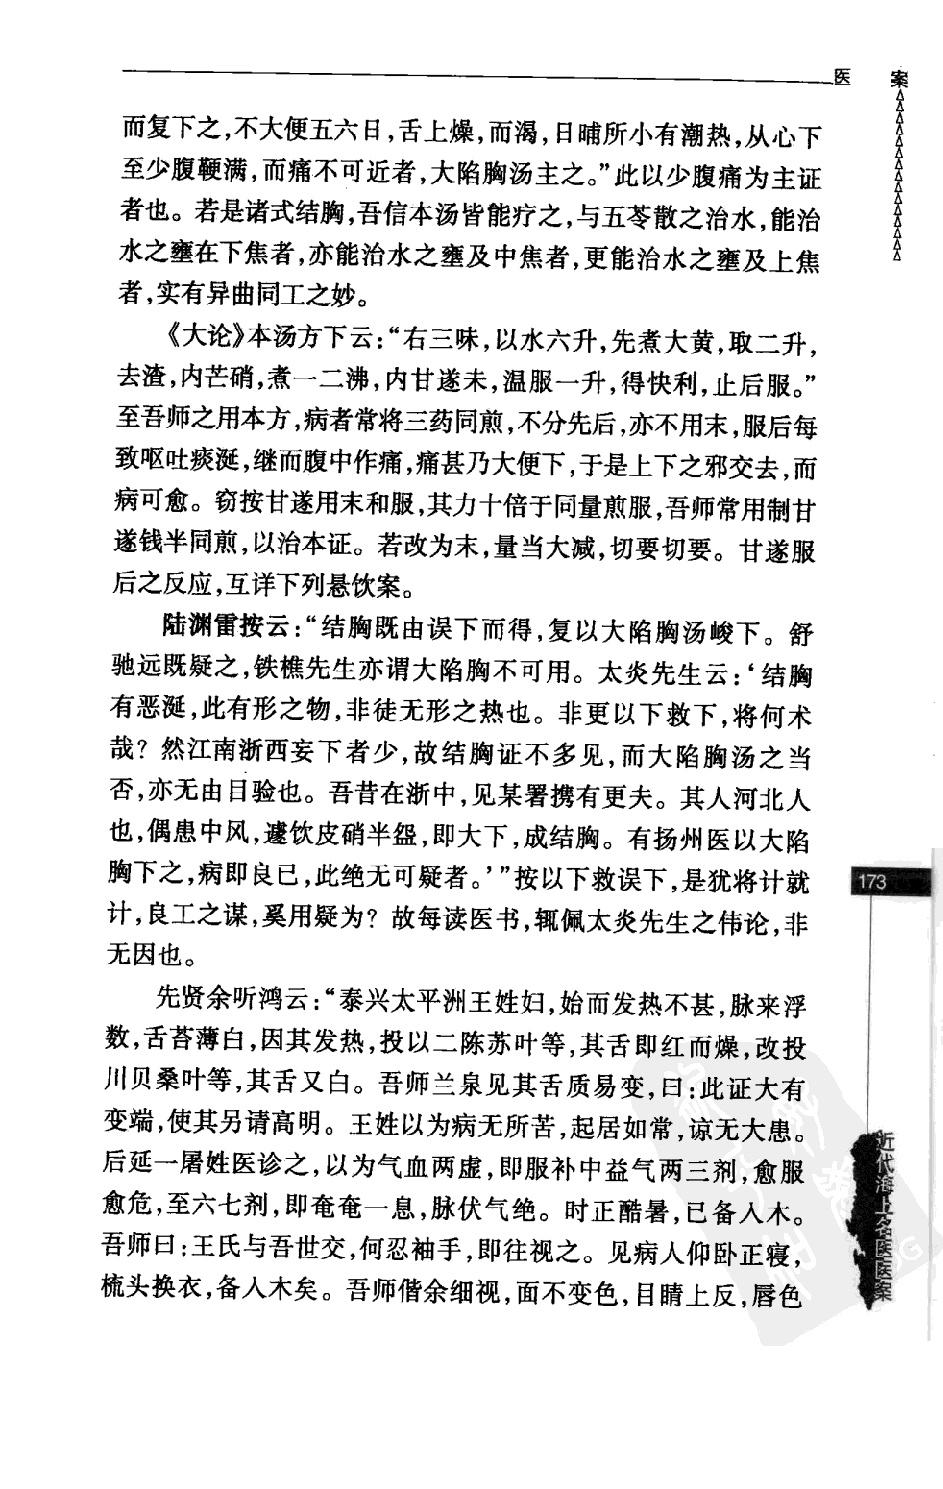 医 案
而复下之,不大便五六日,舌上燥,而渴,日晡所小有潮热,从心下
至少腹鞕满,而痛不可近者,大陷胸汤主之。”此以少腹痛为主证
者也。若是诸式结胸,吾信本汤皆能疗之,与五苓散之治水,能治
水之壅在下焦者,亦能治水之壅及中焦者,更能治水之壅及上焦
者,实有异曲同工之妙。
《大论》本汤方下云:“右三味,以水六升,先煮大黄,取二升,
去渣,内芒硝,煮一二沸,内甘遂末,温服一升,得快利,止后服。”
至吾师之用本方,病者常将三药同煎,不分先后,亦不用末,服后每
致呕吐痰涎,继而腹中作痛,痛甚乃大便下,于是上下之邪交去,而
病可愈。窃按甘遂用末和服,其力十倍于同量煎服,吾师常用制甘
遂钱半同煎,以治本证。若改为末,量当大减,切要切要。甘遂服
后之反应,互详下列悬饮案。
陆渊雷按云:“结胸既由误下而得,复以大陷胸汤峻下。舒
驰远既疑之,铁樵先生亦谓大陷胸不可用。太炎先生云:‘结胸
有恶涎,此有形之物,非徒无形之热也。非更以下救下,将何术
哉?然江南浙西妄下者少,故结胸证不多见,而大陷胸汤之当
否,亦无由目验也。吾昔在浙中,见某署携有更夫。其人河北人
也,偶患中风,遽饮皮硝半盌,即大下,成结胸。有扬州医以大陷
胸下之,病即良已,此绝无可疑者。’”按以下救误下,是犹将计就
计,良工之谋,奚用疑为?故每读医书,辄佩太炎先生之伟论,非
无因也。
先贤余听鸿云:“泰兴太平洲王姓妇,始而发热不甚,脉来浮
数,舌苔薄白,因其发热,投以二陈苏叶等,其舌即红而燥,改投
川贝桑叶等,其舌又白。吾师兰泉见其舌质易变,曰:此证大有
变端,使其另请高明。王姓以为病无所苦,起居如常,谅无大患。
后延一屠姓医诊之,以为气血两虚,即服补中益气两三剂,愈服
愈危,至六七剂,即奄奄一息,脉伏气绝。时正酷暑,已备入木。
吾师曰:王氏与吾世交,何忍袖手,即往视之。见病人仰卧正寝,
梳头换衣,备入木矣。吾师偕余细视,面不变色,目睛上反,唇色
173
近代海上名医医案